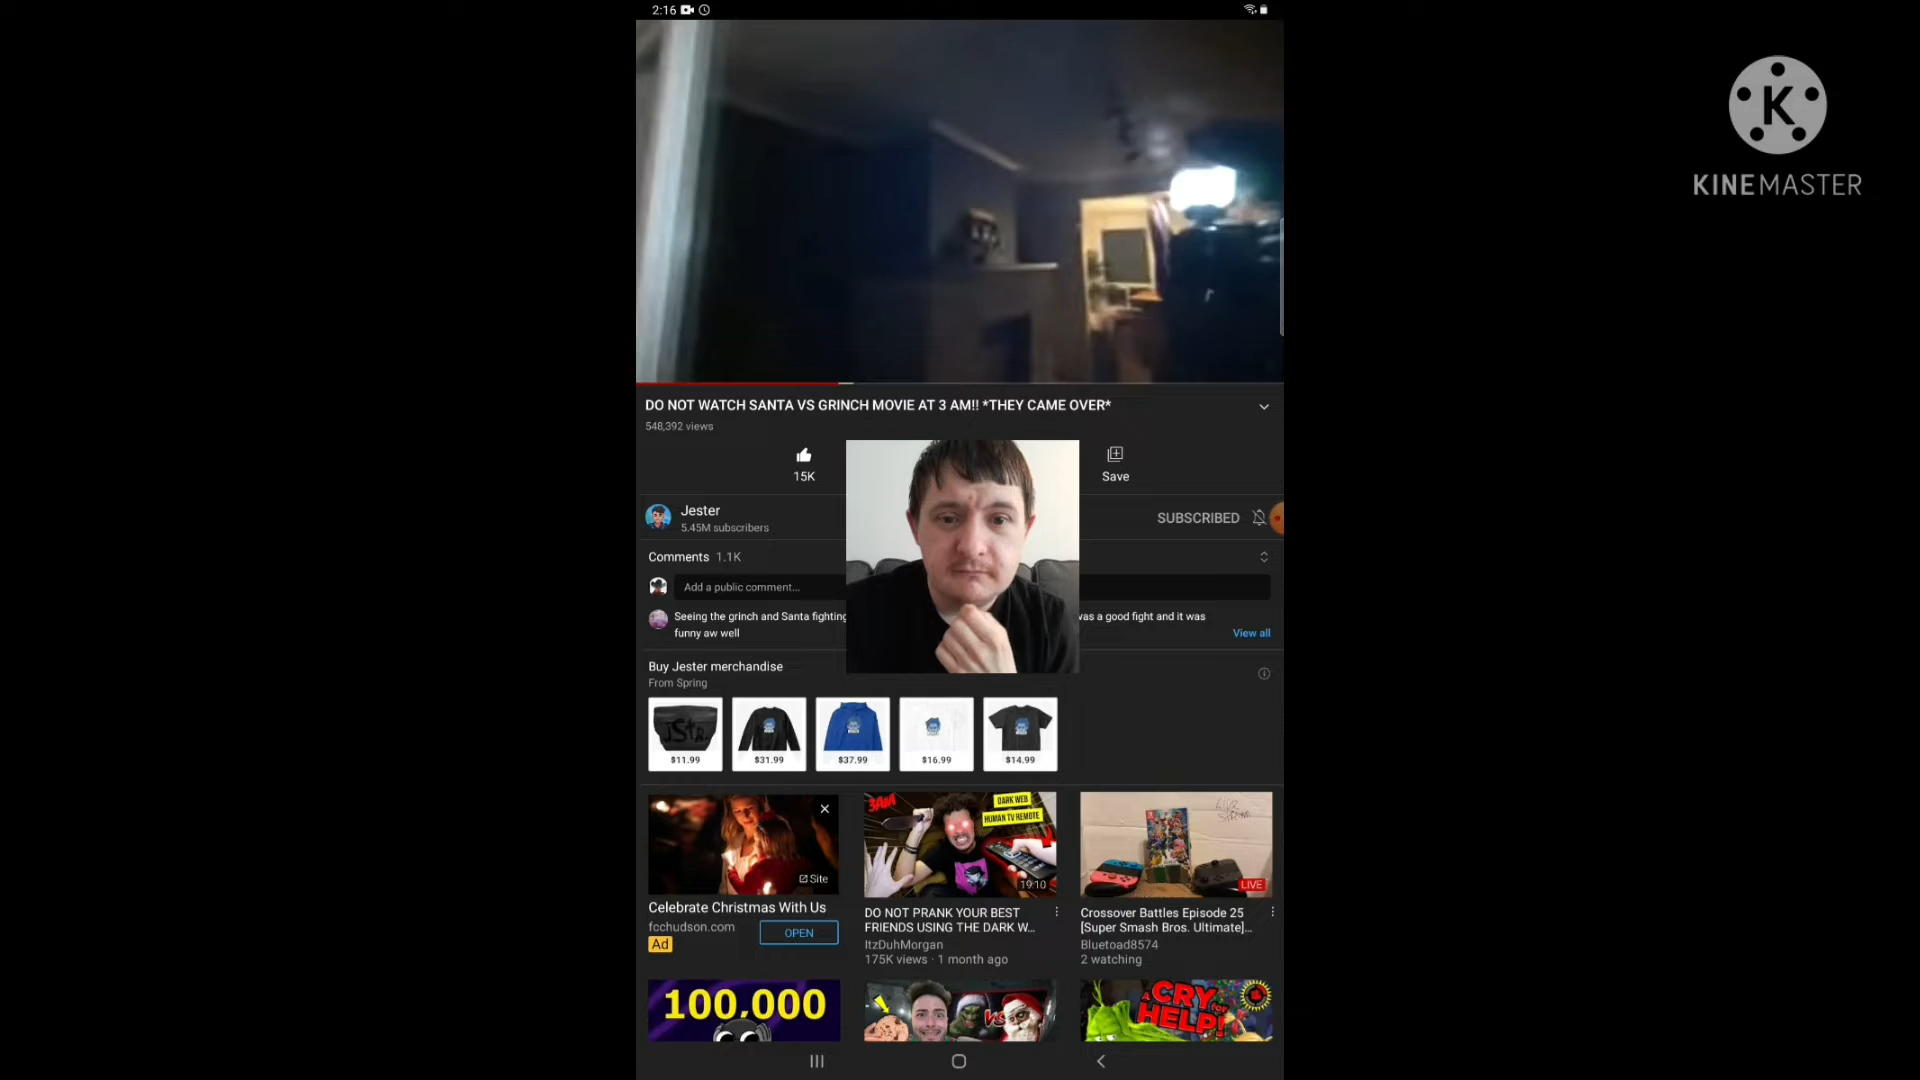 2:16
K
KINEMASTER
DO NOT WATCH SANTA VS GRINCH MOVIE AT 3 AM!! *THEY CAME OVER*
548,392 views
15K
Save
Jester
5.45M subscribers
SUBSCRIBED
Comments 1.1K
Add a public comment...
Seeing the grinch and Santa fighting
was a good fight and it was
funny aw well
View all
Buy Jester merchandise
From Spring
JStr.
$11.99
$31.99
$37.99
$16.99
$14.99
Site
3AM
DARK WEB
HUMAN TV REMOTE
19:10
LIVE
Celebrate Christmas With Us
fcchudson.com
Ad
OPEN
DO NOT PRANK YOUR BEST
FRIENDS USING THE DARK W...
ItzDuhMorgan
175K views · 1 month ago
Crossover Battles Episode 25
[Super Smash Bros. Ultimate]...
Bluetoad8574
2 watching
100,000
VS
A CRY for
HELP!